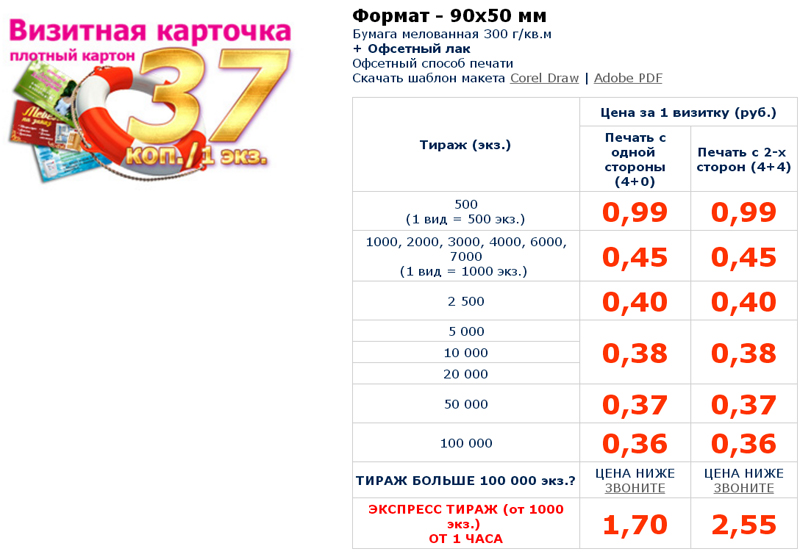 Визитная карточка
плотный картон
37
КОП./1 экз.
Мебель
на заказ
Формат - 90х50 мм
Бумага мелованная 300 г/кв.м
+ Офсетный лак
Офсетный способ печати
Скачать шаблон макета Corel Draw | Adobe PDF
Тираж (экз.)
Цена за 1 визитку (руб.)
Печать с
одной
стороны
(4+0)
Печать с 2-х
сторон (4+4)
500
(1 вид = 500 экз.)
0,99
0,99
1000, 2000, 3000, 4000, 6000,
7000
(1 вид = 1000 экз.)
0,45
0,45
2 500
0,40
0,40
5 000
10 000
20 000
0,38
0,38
50 000
0,37
0,37
100 000
0,36
0,36
ТИРАЖ БОЛЬШЕ 100 000 экз.?
ЦЕНА НИЖЕ
ЗВОНИТЕ
ЦЕНА НИЖЕ
ЗВОНИТЕ
ЭКСПРЕСС ТИРАЖ (от 1000
экз.)
ОТ 1 ЧАСА
1,70
2,55